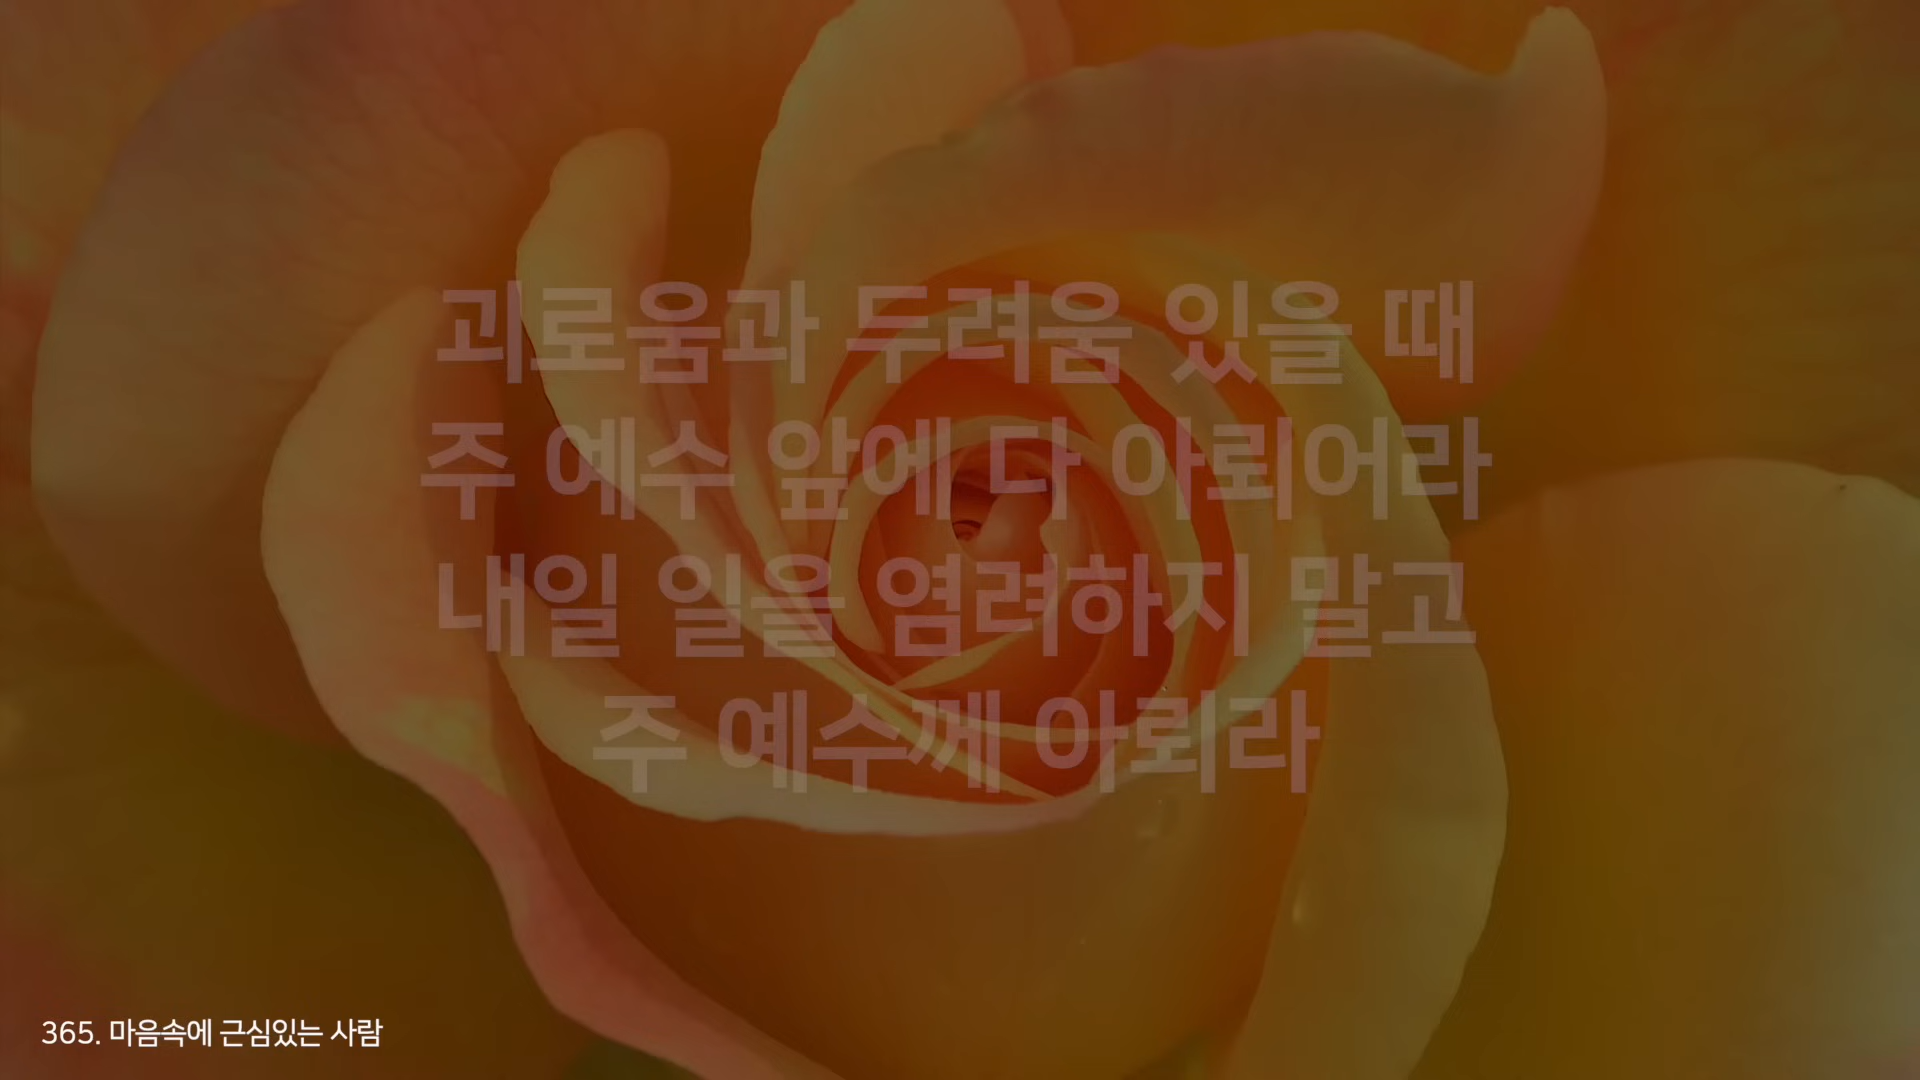 괴로움과 두려움 있을 때
주 예수 앞에 다 아뢰어라
내일 일을 염려하지 말고
주 예수께 아뢰라
365. 마음속에 근심있는 사람